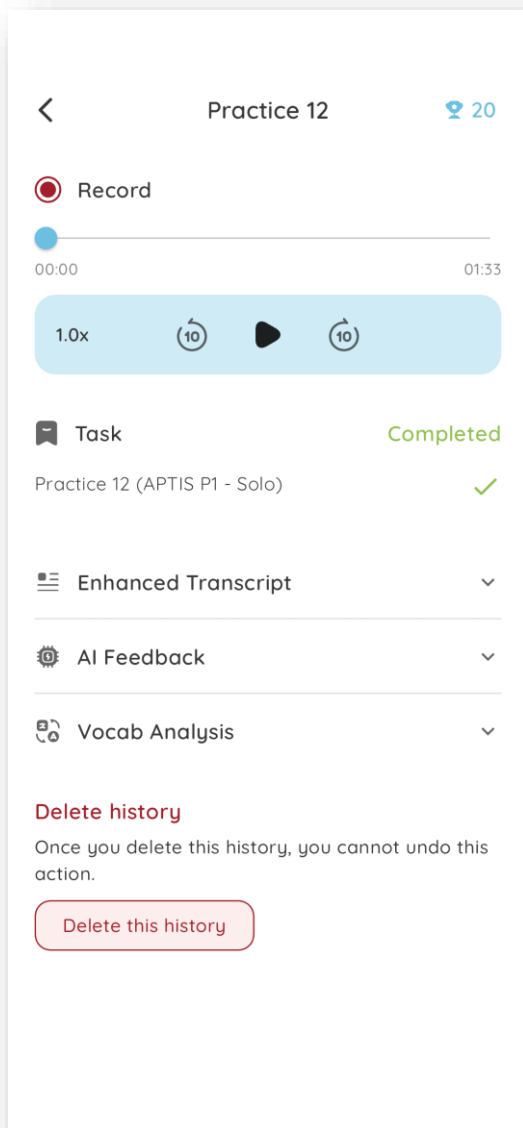 Practice 12
20
Record
00:00
01:33
1.0x
10
10
Task
Completed
Practice 12 (APTIS P1 - Solo)
Enhanced Transcript
AI Feedback
Vocab Analysis
Delete history
Once you delete this history, you cannot undo this
action.
Delete this history